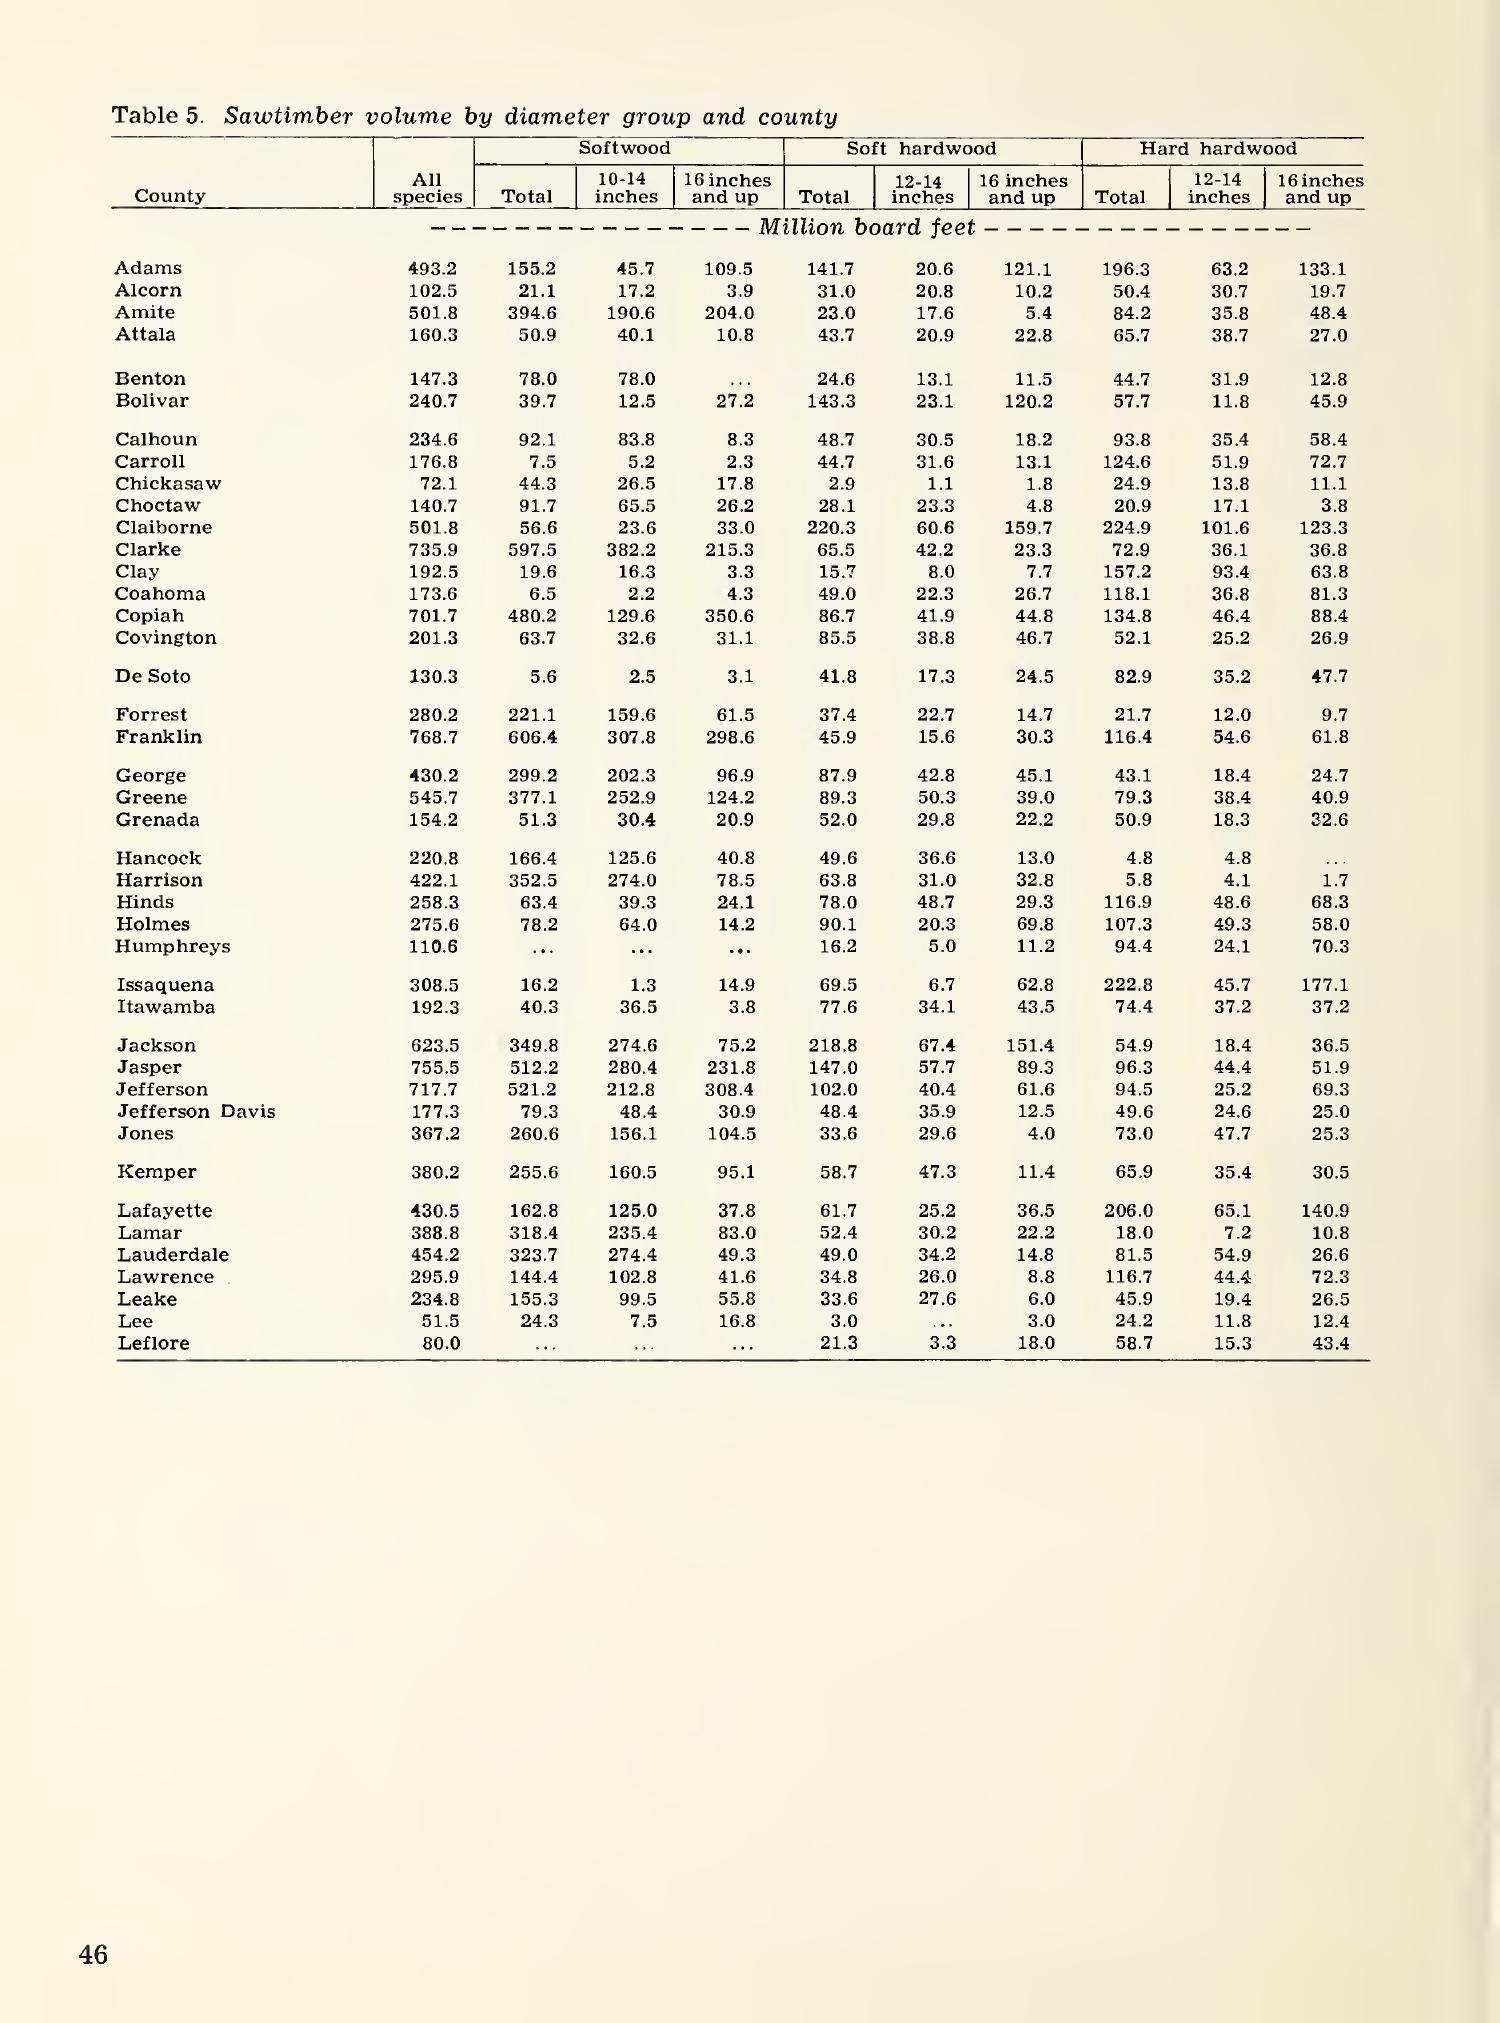 Table 5. Sawtimber volume by diameter group and county
Softwood Soft hardwood Hard hardwood
County All species Total 10-14 inches 16 inches and up Total 12-14 inches 16 inches and up Total 12-14 inches 16 inches and up
Million board feet
Adams 493.2 155.2 45.7 109.5 141.7 20.6 121.1 196.3 63.2 133.1
Alcorn 102.5 21.1 17.2 3.9 31.0 20.8 10.2 50.4 30.7 19.7
Amite 501.8 394.6 190.6 204.0 23.0 17.6 5.4 84.2 35.8 48.4
Attala 160.3 50.9 40.1 10.8 43.7 20.9 22.8 65.7 38.7 27.0
Benton 147.3 78.0 78.0 ... 24.6 13.1 11.5 44.7 31.9 12.8
Bolivar 240.7 39.7 12.5 27.2 143.3 23.1 120.2 57.7 11.8 45.9
Calhoun 234.6 92.1 83.8 8.3 48.7 30.5 18.2 93.8 35.4 58.4
Carroll 176.8 7.5 5.2 2.3 44.7 31.6 13.1 124.6 51.9 72.7
Chickasaw 72.1 44.3 26.5 17.8 2.9 1.1 1.8 24.9 13.8 11.1
Choctaw 140.7 91.7 65.5 26.2 28.1 23.3 4.8 20.9 17.1 3.8
Claiborne 501.8 56.6 23.6 33.0 220.3 60.6 159.7 224.9 101.6 123.3
Clarke 735.9 597.5 382.2 215.3 65.5 42.2 23.3 72.9 36.1 36.8
Clay 192.5 19.6 16.3 3.3 15.7 8.0 7.7 157.2 93.4 63.8
Coahoma 173.6 6.5 2.2 4.3 49.0 22.3 26.7 118.1 36.8 81.3
Copiah 701.7 480.2 129.6 350.6 86.7 41.9 44.8 134.8 46.4 88.4
Covington 201.3 63.7 32.6 31.1 85.5 38.8 46.7 52.1 25.2 26.9
De Soto 130.3 5.6 2.5 3.1 41.8 17.3 24.5 82.9 35.2 47.7
Forrest 280.2 221.1 159.6 61.5 37.4 22.7 14.7 21.7 12.0 9.7
Franklin 768.7 606.4 307.8 298.6 45.9 15.6 30.3 116.4 54.6 61.8
George 430.2 299.2 202.3 96.9 87.9 42.8 45.1 43.1 18.4 24.7
Greene 545.7 377.1 252.9 124.2 89.3 50.3 39.0 79.3 38.4 40.9
Grenada 154.2 51.3 30.4 20.9 52.0 29.8 22.2 50.9 18.3 32.6
Hancock 220.8 166.4 125.6 40.8 49.6 36.6 13.0 4.8 4.8 ...
Harrison 422.1 352.5 274.0 78.5 63.8 31.0 32.8 5.8 4.1 1.7
Hinds 258.3 63.4 39.3 24.1 78.0 48.7 29.3 116.9 48.6 68.3
Holmes 275.6 78.2 64.0 14.2 90.1 20.3 69.8 107.3 49.3 58.0
Humphreys 110.6 ... ... ... 16.2 5.0 11.2 94.4 24.1 70.3
Issaquena 308.5 16.2 1.3 14.9 69.5 6.7 62.8 222.8 45.7 177.1
Itawamba 192.3 40.3 36.5 3.8 77.6 34.1 43.5 74.4 37.2 37.2
Jackson 623.5 349.8 274.6 75.2 218.8 67.4 151.4 54.9 18.4 36.5
Jasper 755.5 512.2 280.4 231.8 147.0 57.7 89.3 96.3 44.4 51.9
Jefferson 717.7 521.2 212.8 308.4 102.0 40.4 61.6 94.5 25.2 69.3
Jefferson Davis 177.3 79.3 48.4 30.9 48.4 35.9 12.5 49.6 24.6 25.0
Jones 367.2 260.6 156.1 104.5 33.6 29.6 4.0 73.0 47.7 25.3
Kemper 380.2 255.6 160.5 95.1 58.7 47.3 11.4 65.9 35.4 30.5
Lafayette 430.5 162.8 125.0 37.8 61.7 25.2 36.5 206.0 65.1 140.9
Lamar 388.8 318.4 235.4 83.0 52.4 30.2 22.2 18.0 7.2 10.8
Lauderdale 454.2 323.7 274.4 49.3 49.0 34.2 14.8 81.5 54.9 26.6
Lawrence 295.9 144.4 102.8 41.6 34.8 26.0 8.8 116.7 44.4 72.3
Leake 234.8 155.3 99.5 55.8 33.6 27.6 6.0 45.9 19.4 26.5
Lee 51.5 24.3 7.5 16.8 3.0 ... 3.0 24.2 11.8 12.4
Leflore 80.0 ... ... ... 21.3 3.3 18.0 58.7 15.3 43.4
46